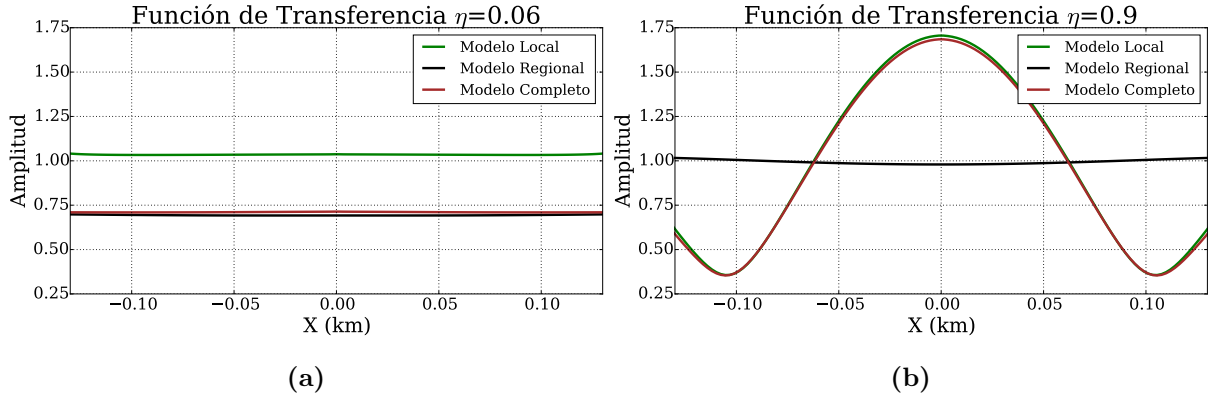 Función de Transferencia η=0.06
1.75
1.50
1.25
1.00
0.75
0.50
0.25
Amplitud
Modelo Local
Modelo Regional
Modelo Completo
−0.10
−0.05
0.00
0.05
0.10
X (km)
(a)
Función de Transferencia η=0.9
1.75
1.50
1.25
1.00
0.75
0.50
0.25
Amplitud
Modelo Local
Modelo Regional
Modelo Completo
−0.10
−0.05
0.00
0.05
0.10
X (km)
(b)